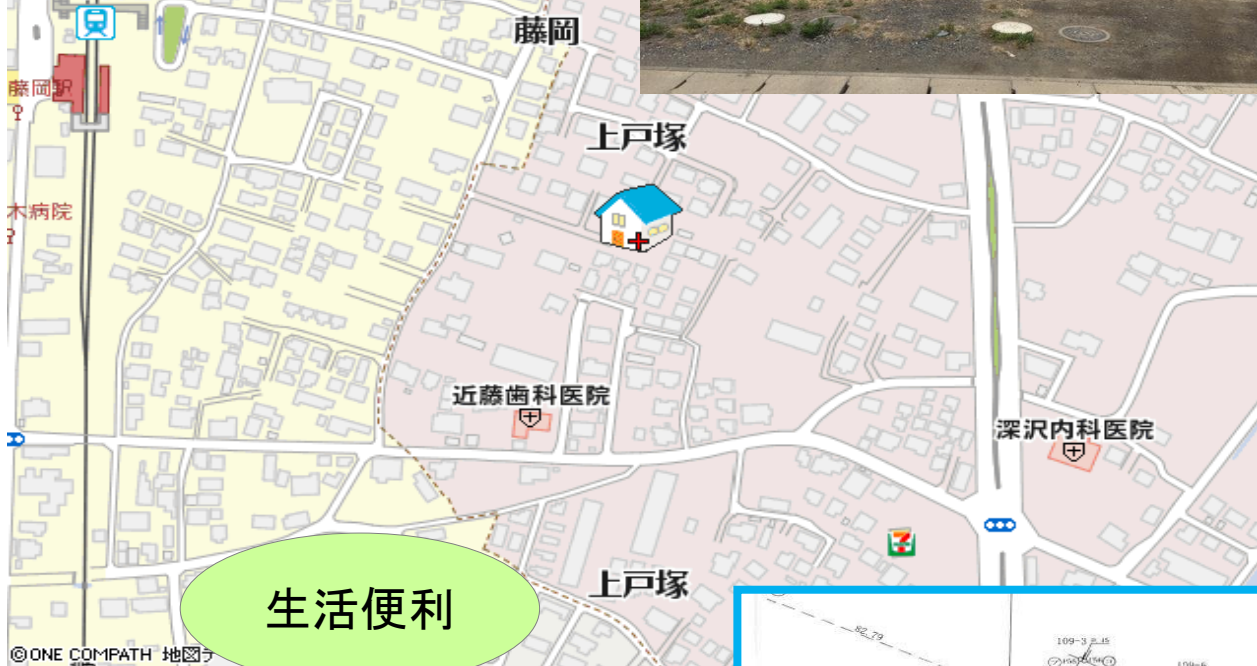 藤岡
藤岡駅
上戸塚
木病院
近藤歯科医院
深沢内科医院
7
上戸塚
生活便利
©ONE COMPATH 地図デ
82.79
109-3